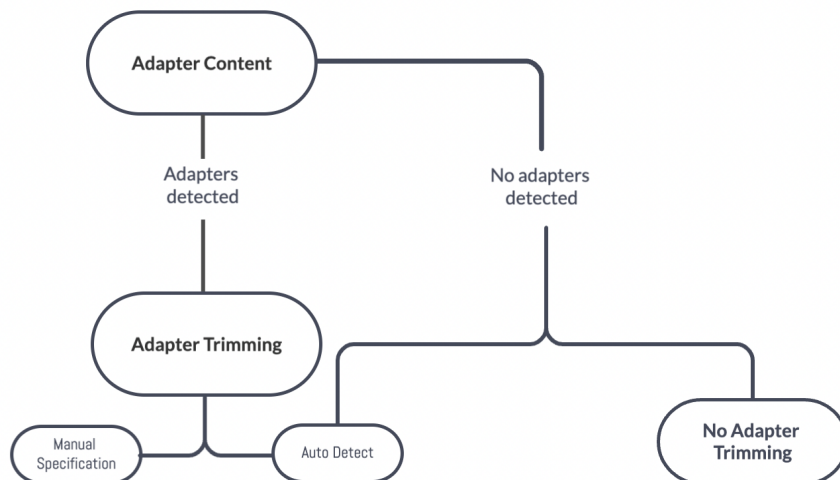 Adapter Content
Adapters
detected
No adapters
detected
Adapter Trimming
Manual
Specification
Auto Detect
No Adapter
Trimming